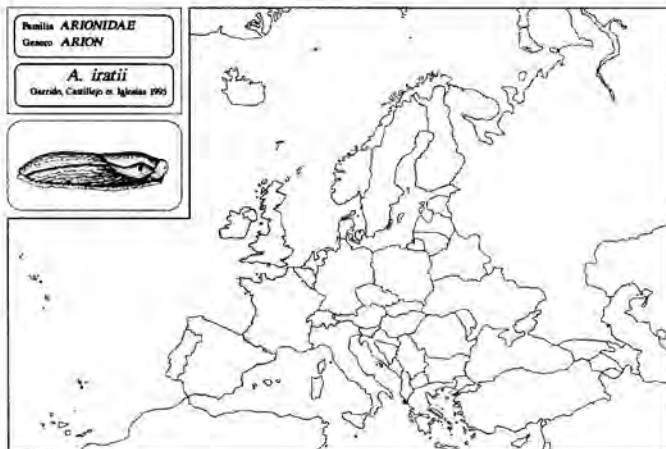 Familia ARIONIDAE
Genero ARION
A. iratii
Garrido, Castillejo et Iglesias 1995